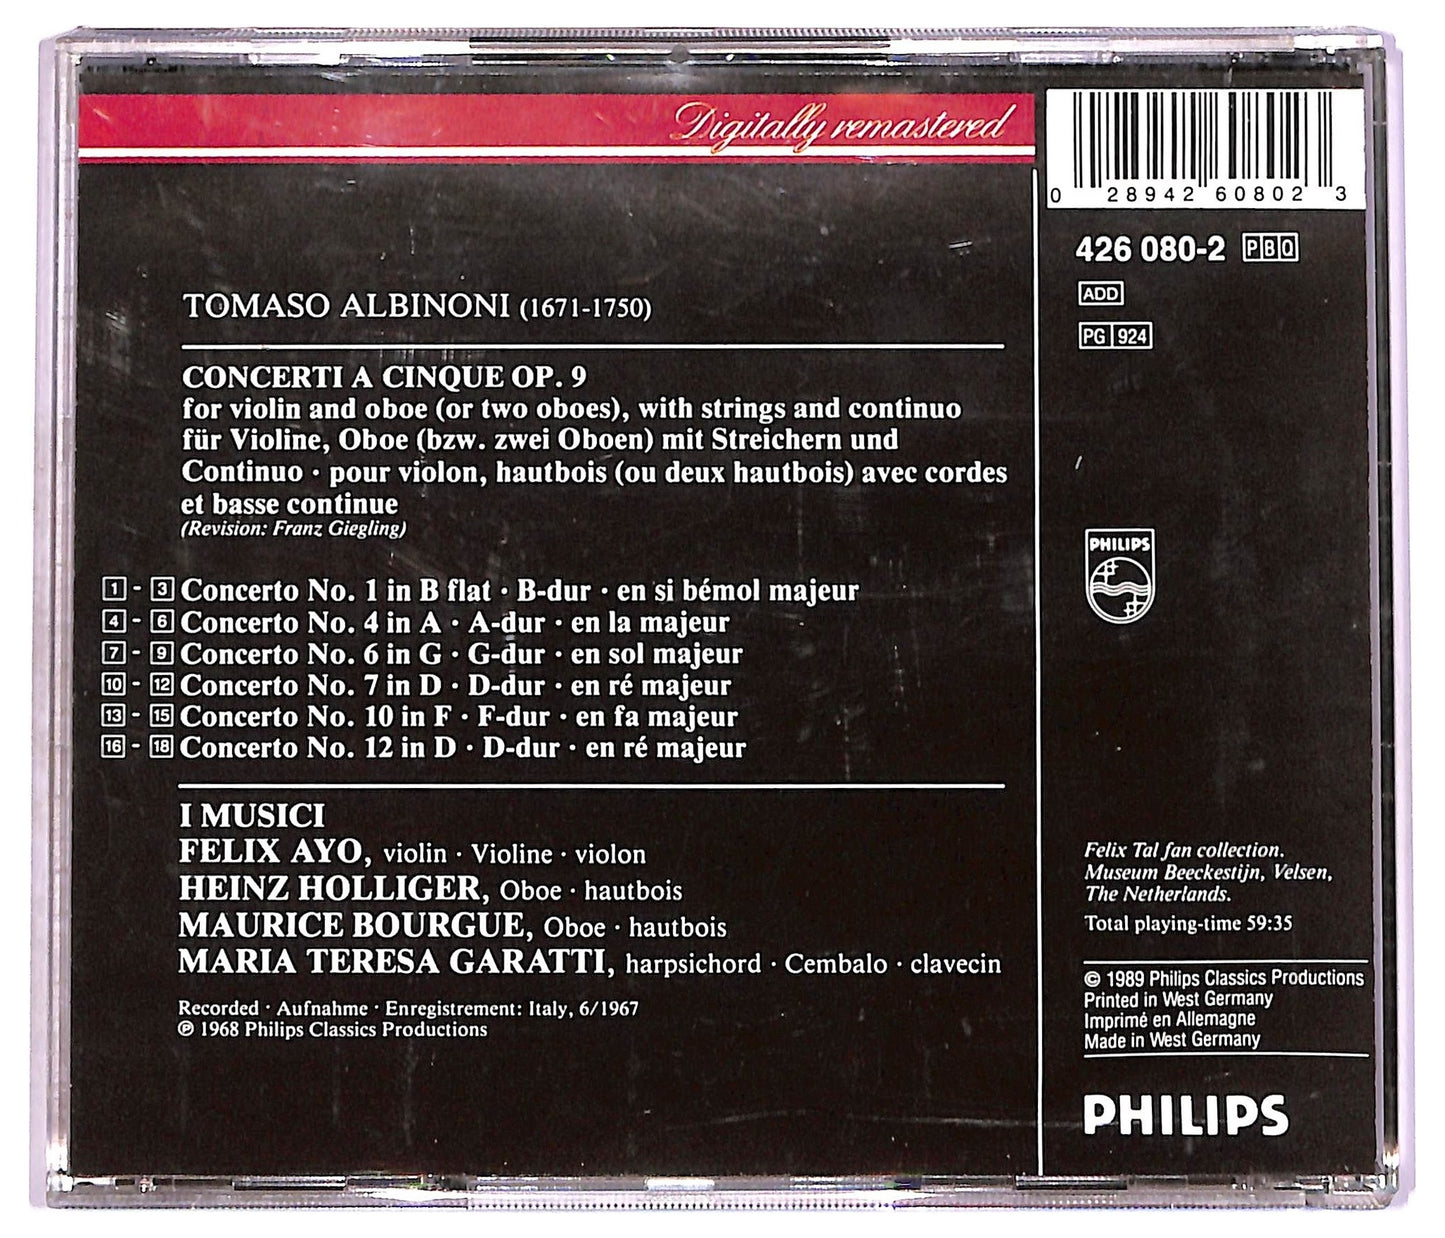 Digitally remastered
0 28942 60802 3
426 080-2 PBQ
ADD
PG 924
TOMASO ALBINONI (1671-1750)
CONCERTI A CINQUE OP. 9
for violin and oboe (or two oboes), with strings and continuo
für Violine, Oboe (bzw. zwei Oboen) mit Streichern und
Continuo · pour violon, hautbois (ou deux hautbois) avec cordes
et basse continue
(Revision: Franz Giegling)
1 - 3 Concerto No. 1 in B flat · B-dur · en si bémol majeur
4 - 6 Concerto No. 4 in A · A-dur · en la majeur
7 - 9 Concerto No. 6 in G · G-dur · en sol majeur
10 - 12 Concerto No. 7 in D · D-dur · en ré majeur
13 - 15 Concerto No. 10 in F · F-dur · en fa majeur
16 - 18 Concerto No. 12 in D · D-dur · en ré majeur
I MUSICI
FELIX AYO, violin · Violine · violon
HEINZ HOLLIGER, Oboe · hautbois
MAURICE BOURGUE, Oboe · hautbois
MARIA TERESA GARATTI, harpsichord · Cembalo · clavecin
Recorded · Aufnahme · Enregistrement: Italy, 6/1967
℗ 1968 Philips Classics Productions
PHILIPS
Felix Tal fan collection.
Museum Beeckestijn, Velsen,
The Netherlands.
Total playing-time 59:35
© 1989 Philips Classics Productions
Printed in West Germany
Imprimé en Allemagne
Made in West Germany
PHILIPS